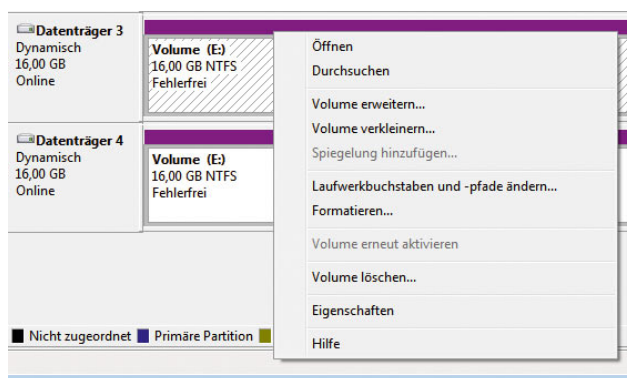 Datenträger 3
Dynamisch
16,00 GB
Online
Volume (E:)
16,00 GB NTFS
Fehlerfrei
Datenträger 4
Dynamisch
16,00 GB
Online
Volume (E:)
16,00 GB NTFS
Fehlerfrei
Öffnen
Durchsuchen
Volume erweitern...
Volume verkleinern...
Spiegelung hinzufügen...
Laufwerkbuchstaben und -pfade ändern...
Formatieren...
Volume erneut aktivieren
Volume löschen...
Eigenschaften
Hilfe
Nicht zugeordnet Primäre Partition